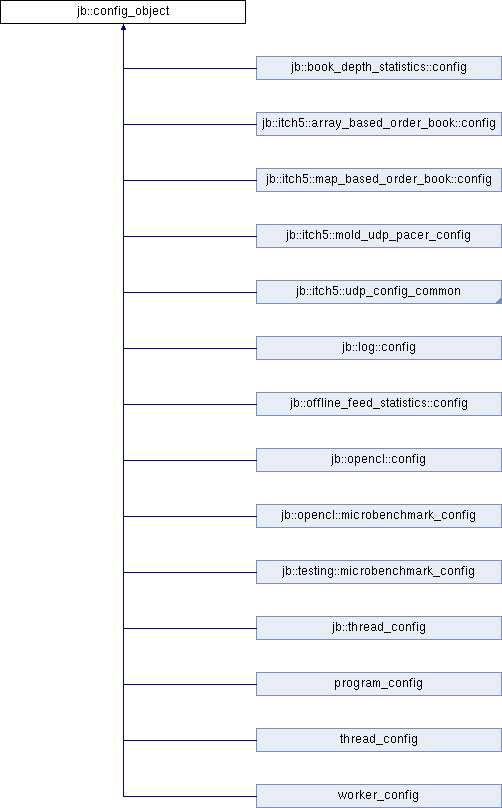 jb::config_object
jb::book_depth_statistics::config
jb::itch5::array_based_order_book::config
jb::itch5::map_based_order_book::config
jb::itch5::mold_udp_pacer_config
jb::itch5::udp_config_common
jb::log::config
jb::offline_feed_statistics::config
jb::opencl::config
jb::opencl::microbenchmark_config
jb::testing::microbenchmark_config
jb::thread_config
program_config
thread_config
worker_config